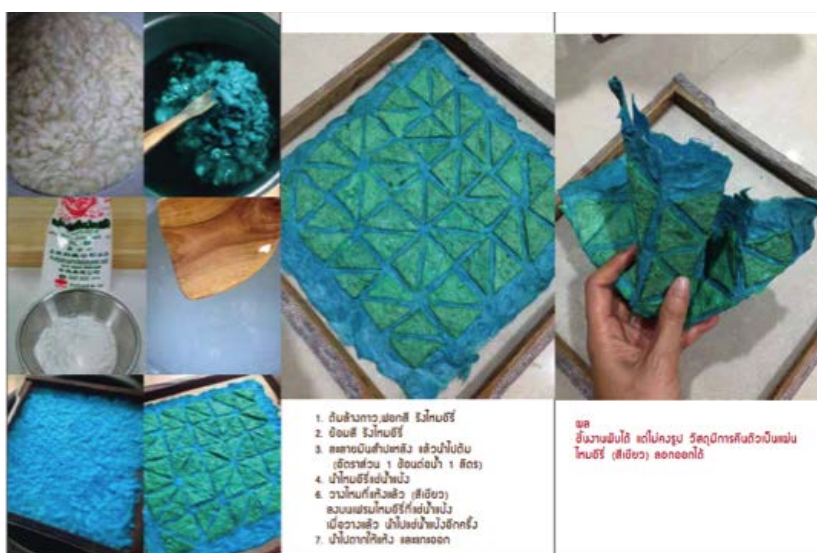 1. ต้มล้างกาว,ฟอกสี รังไหมอีรี่
2. ย้อมสี รังไหมอีรี่
3. ละลายมันสำปะหลัง แล้วนำไปต้ม
(อัตราส่วน 1 ช้อนต่อน้ำ 1 ลิตร)
4. นำไหมอีรี่แช่น้ำแป้ง
6. วางไหมที่แห้งแล้ว (สีเขียว)
ลงบนเฟรมไหมอีรี่ที่แช่น้ำแป้ง
เมื่อวางแล้ว นำไปแช่น้ำแป้งอีกครั้ง
7. นำไปตากให้แห้ง และแกะออก
ผล
ชิ้นงานพับได้ แต่ไม่คงรูป วัสดุมีการคืนตัวเป็นแผ่น
ไหมอีรี่ (สีเขียว) ลอกออกได้